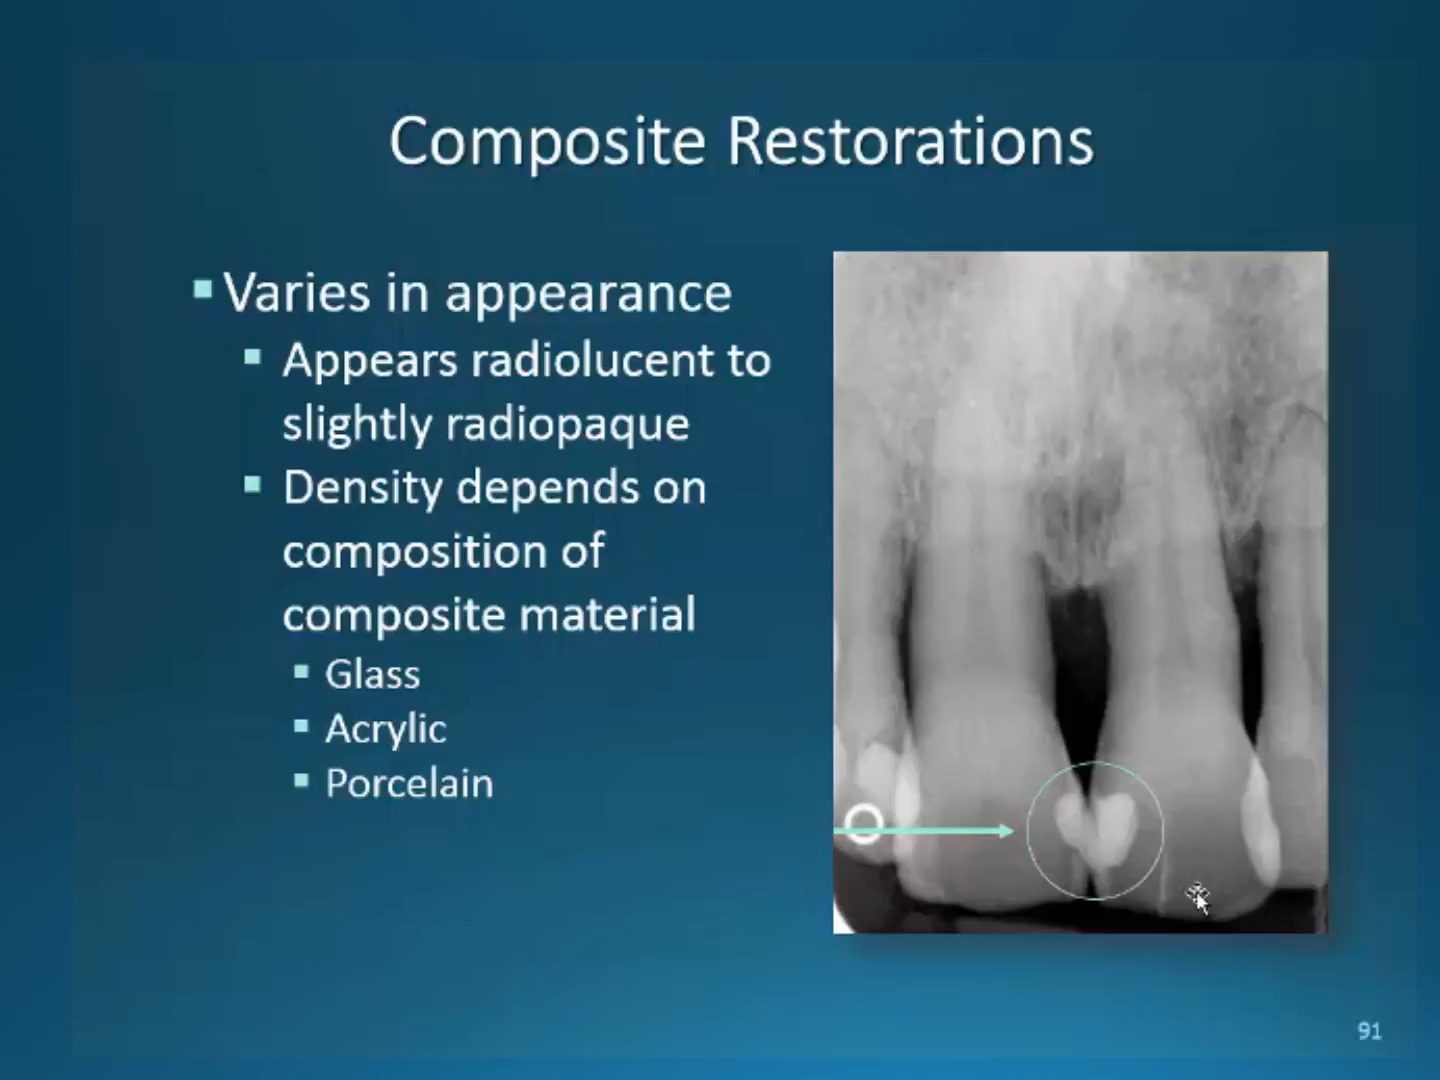 Composite Restorations
Varies in appearance
Appears radiolucent to
slightly radiopaque
Density depends on
composition of
composite material
Glass
Acrylic
Porcelain
91